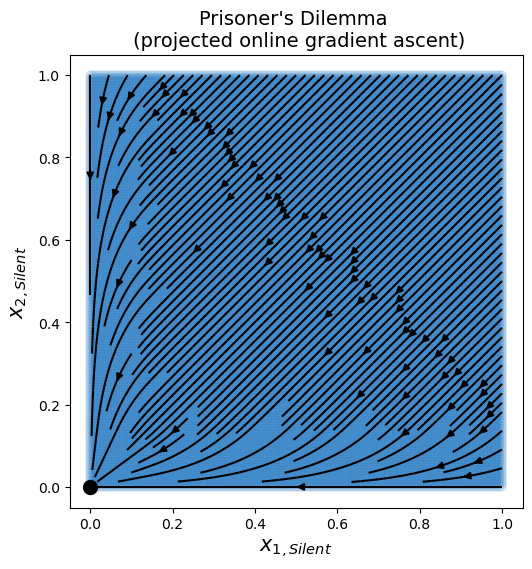 Prisoner's Dilemma
(projected online gradient ascent)
1.0
0.8
0.6
0.4
0.2
0.0
x2, Silent
0.0 0.2 0.4 0.6 0.8 1.0
x1, Silent